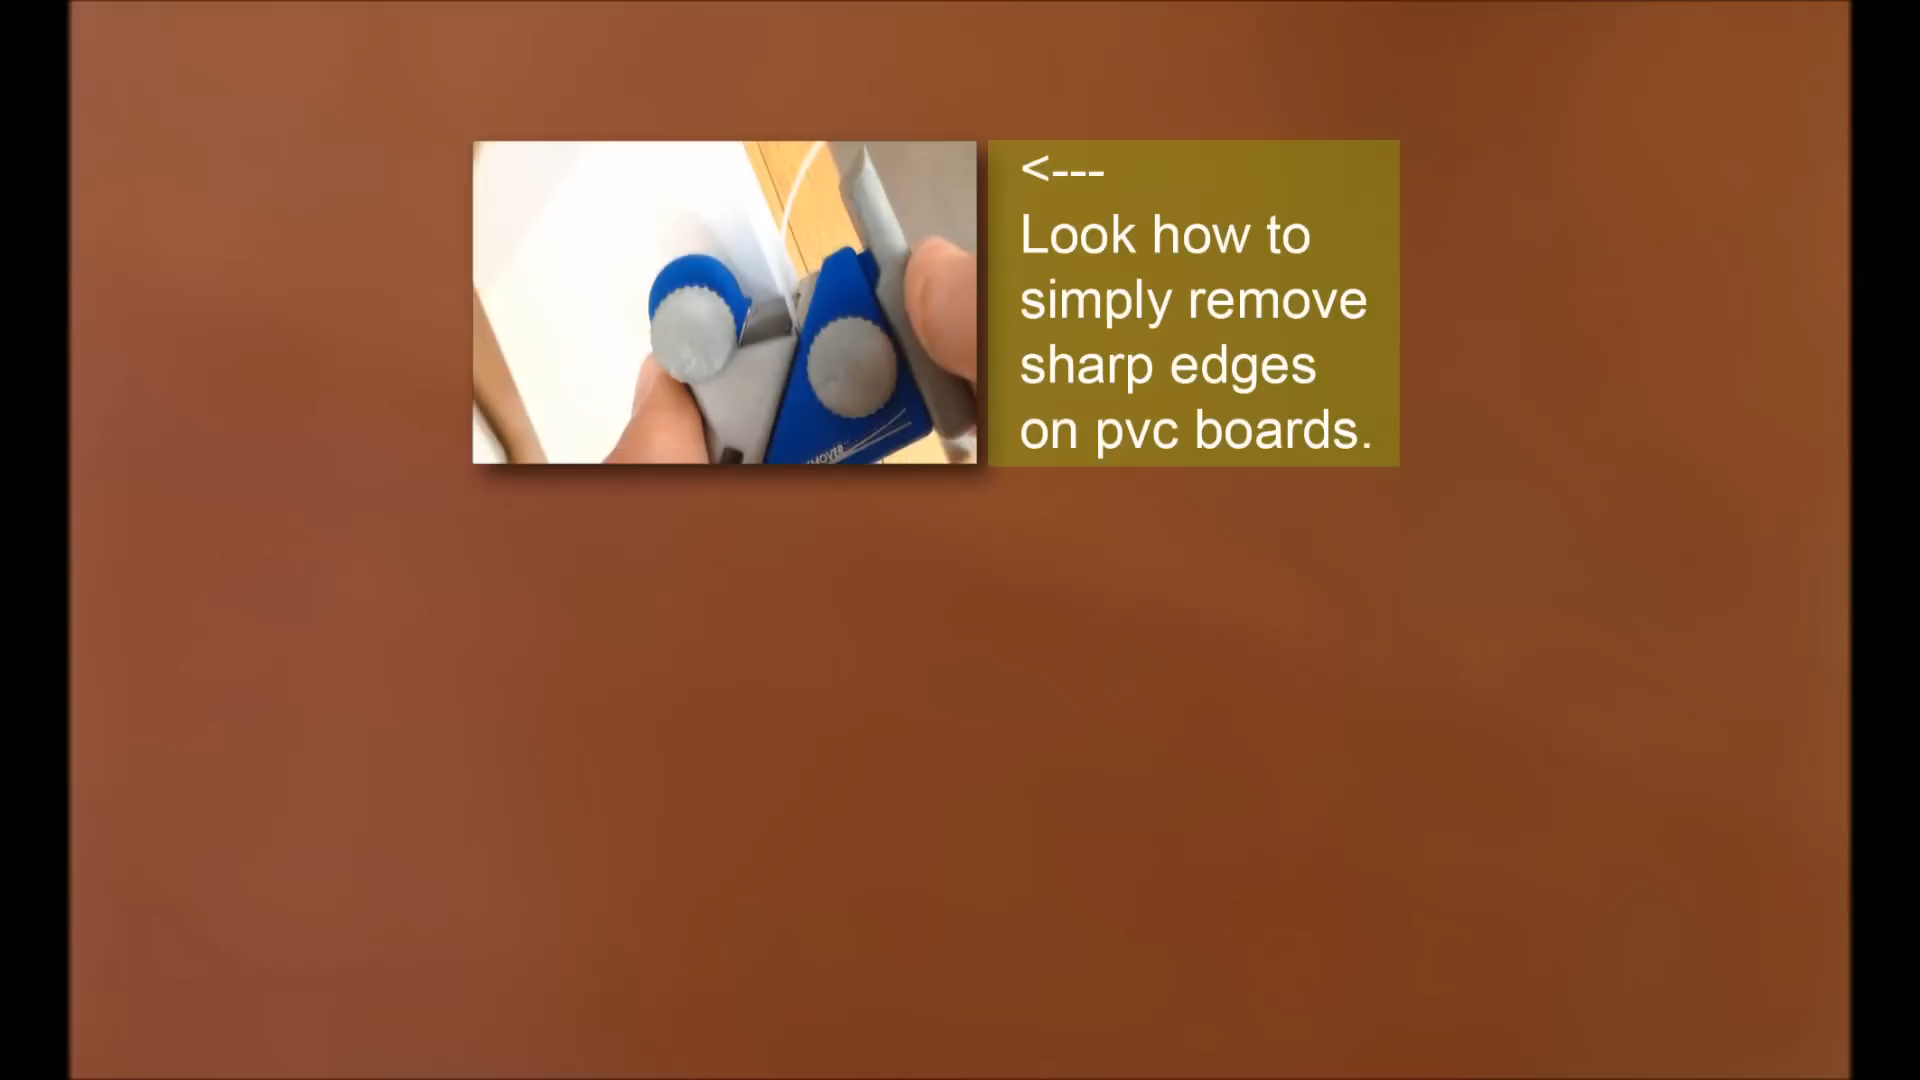 <---
Look how to
simply remove
sharp edges
on pvc boards.